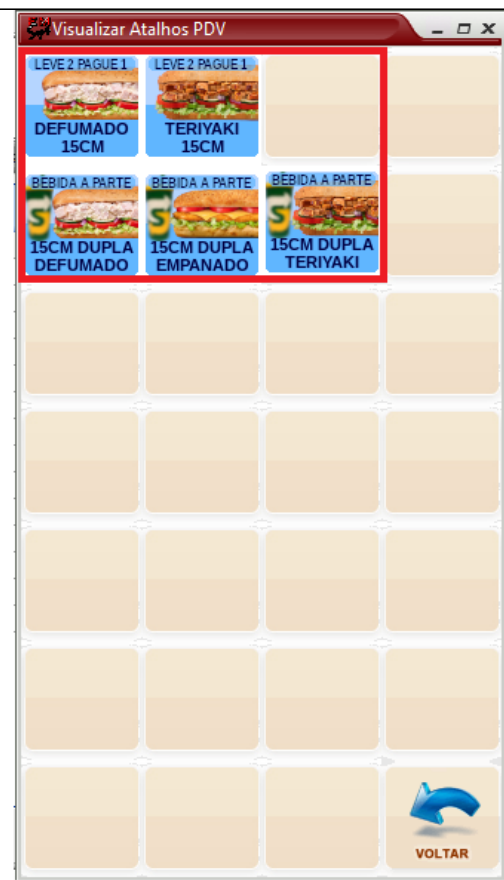 Visualizar Atalhos PDV
LEVE 2 PAGUE 1
DEFUMADO
15CM
LEVE 2 PAGUE 1
TERIYAKI
15CM
BEBIDA A PARTE
15CM DUPLA
DEFUMADO
BEBIDA A PARTE
15CM DUPLA
EMPANADO
BEBIDA A PARTE
15CM DUPLA
TERIYAKI
VOLTAR